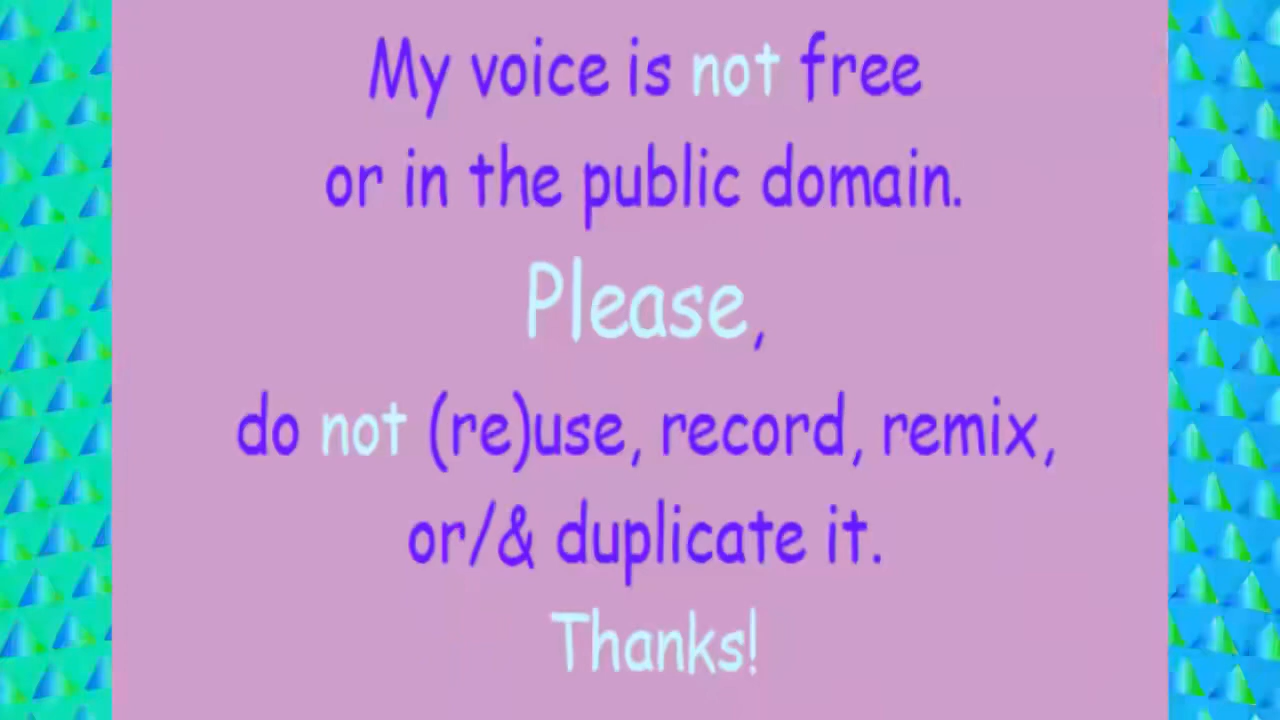 My voice is not free
or in the public domain.
Please,
do not (re)use, record, remix,
or/& duplicate it.
Thanks!